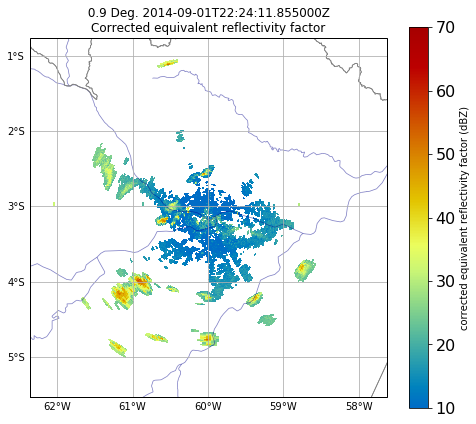 0.9 Deg. 2014-09-01T22:24:11.855000Z
Corrected equivalent reflectivity factor
1°S
2°S
3°S
4°S
5°S
62°W
61°W
60°W
59°W
58°W
70
60
50
40
30
20
10
corrected equivalent reflectivity factor (dBZ)